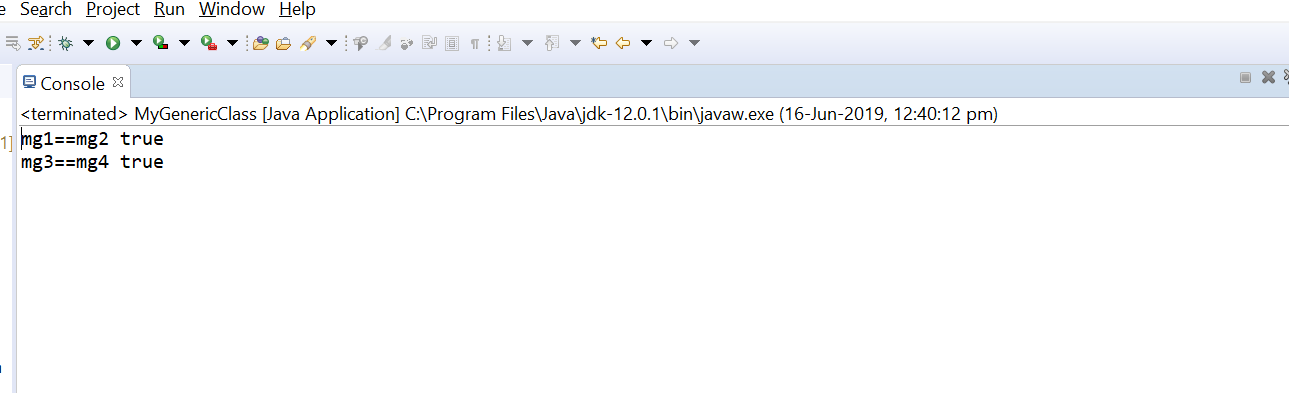 e Search Project Run Window Help
Console
<terminated> MyGenericClass [Java Application] C:\Program Files\Java\jdk-12.0.1\bin\javaw.exe (16-Jun-2019, 12:40:12 pm)
1]
mg1==mg2 true
mg3==mg4 true